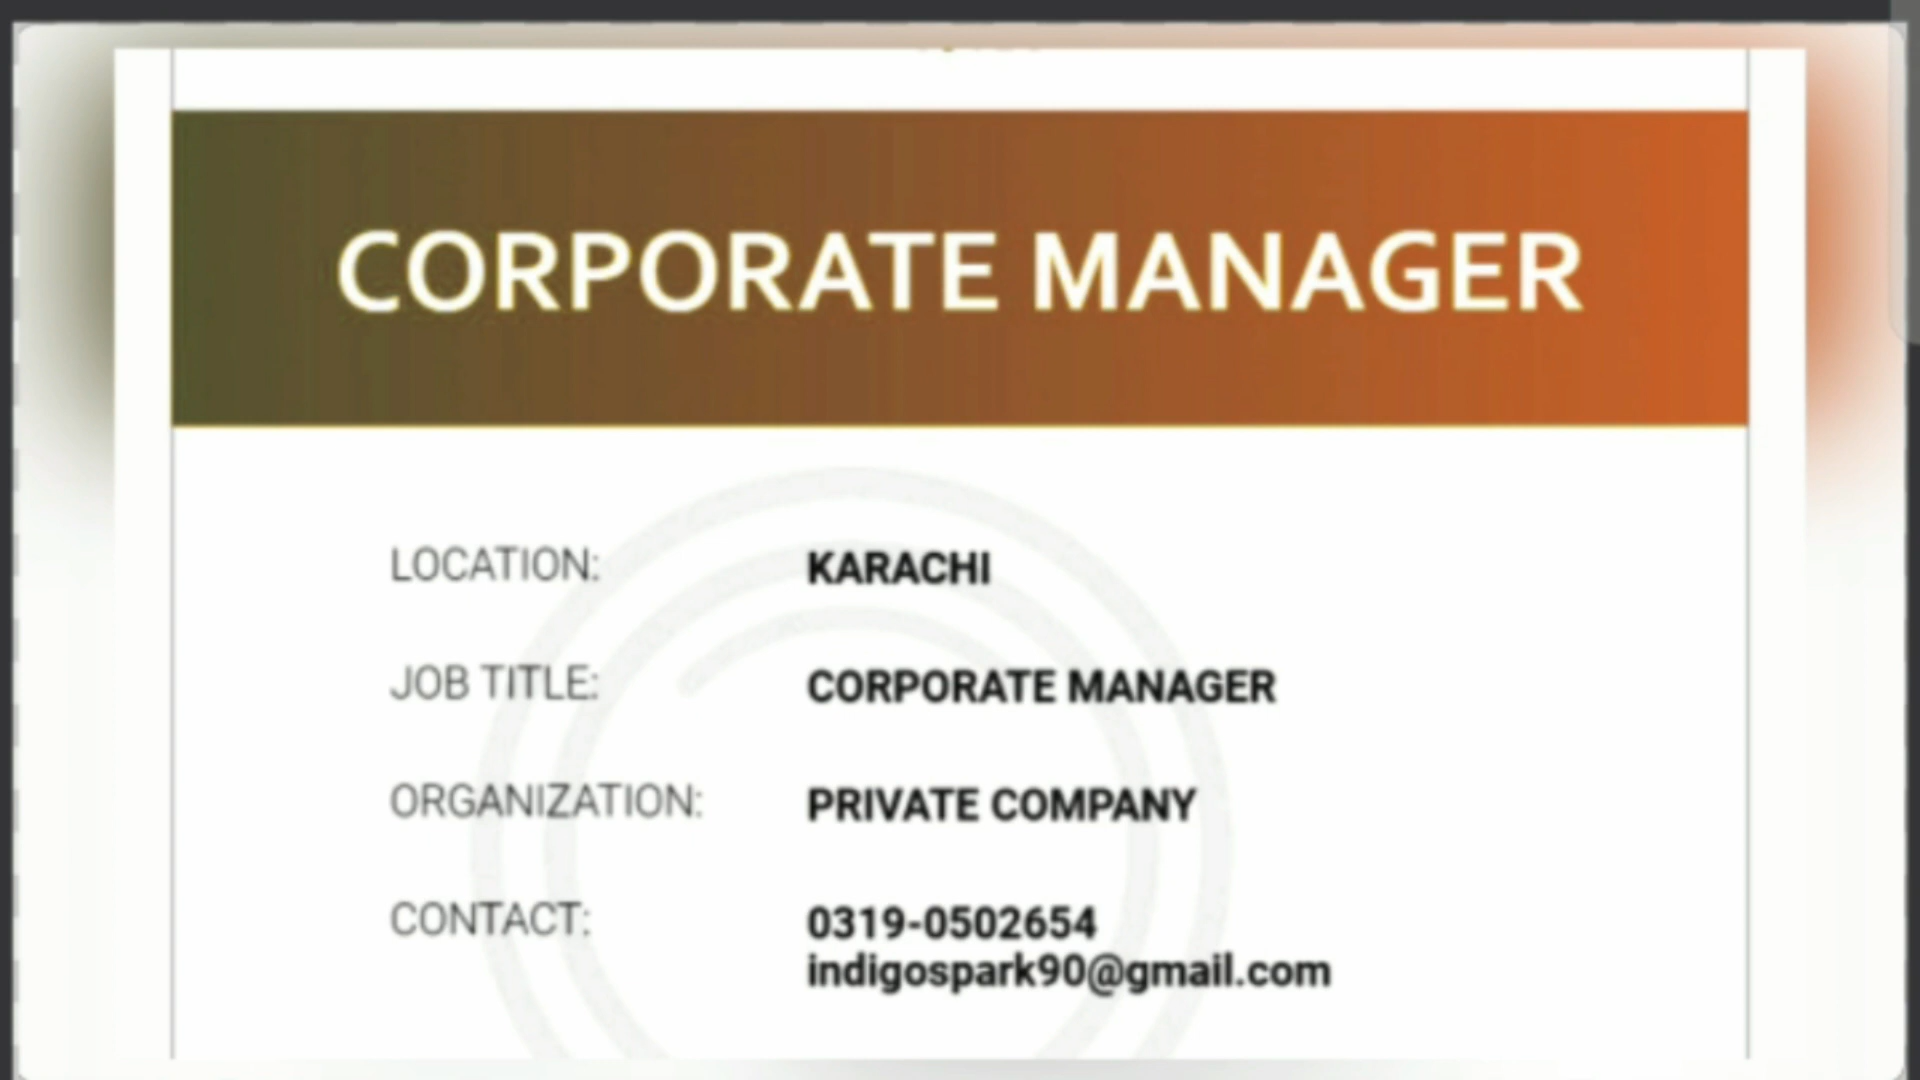 CORPORATE MANAGER
LOCATION: KARACHI
JOB TITLE: CORPORATE MANAGER
ORGANIZATION: PRIVATE COMPANY
CONTACT: 0319-0502654
indigospark90@gmail.com